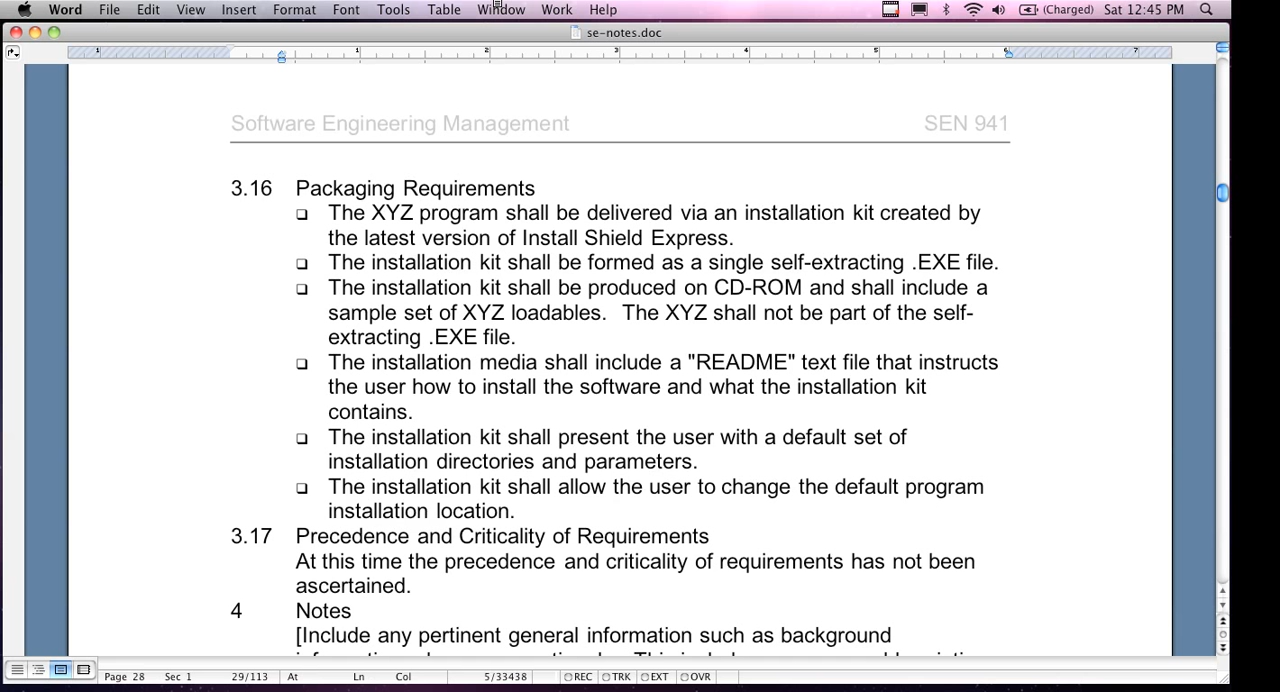 Word File Edit View Insert Format Font Tools Table Window Work Help (Charged) Sat 12:45 PM
se-notes.doc
1 1 2 3 4 5 6 7
Software Engineering Management SEN 941
3.16 Packaging Requirements
The XYZ program shall be delivered via an installation kit created by
the latest version of Install Shield Express.
The installation kit shall be formed as a single self-extracting .EXE file.
The installation kit shall be produced on CD-ROM and shall include a
sample set of XYZ loadables. The XYZ shall not be part of the self-
extracting .EXE file.
The installation media shall include a "README" text file that instructs
the user how to install the software and what the installation kit
contains.
The installation kit shall present the user with a default set of
installation directories and parameters.
The installation kit shall allow the user to change the default program
installation location.
3.17 Precedence and Criticality of Requirements
At this time the precedence and criticality of requirements has not been
ascertained.
4 Notes
[Include any pertinent general information such as background
Page 28 Sec 1 29/113 At Ln Col 5/33438 REC TRK EXT OVR